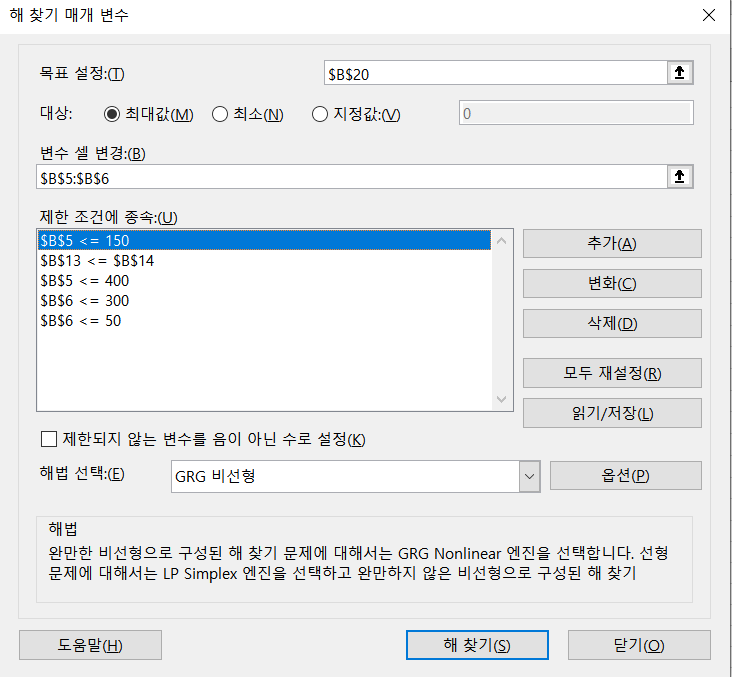 해 찾기 매개 변수
목표 설정:(T)
$B$20
대상:
최대값(M)
최소(N)
지정값:(V)
0
변수 셀 변경:(B)
$B$5:$B$6
제한 조건에 종속:(U)
$B$5 <= 150
$B$13 <= $B$14
$B$5 <= 400
$B$6 <= 300
$B$6 <= 50
추가(A)
변화(C)
삭제(D)
모두 재설정(R)
읽기/저장(L)
제한되지 않는 변수를 음이 아닌 수로 설정(K)
해법 선택:(E)
GRG 비선형
옵션(P)
해법
완만한 비선형으로 구성된 해 찾기 문제에 대해서는 GRG Nonlinear 엔진을 선택합니다. 선형
문제에 대해서는 LP Simplex 엔진을 선택하고 완만하지 않은 비선형으로 구성된 해 찾기
도움말(H)
해 찾기(S)
닫기(O)